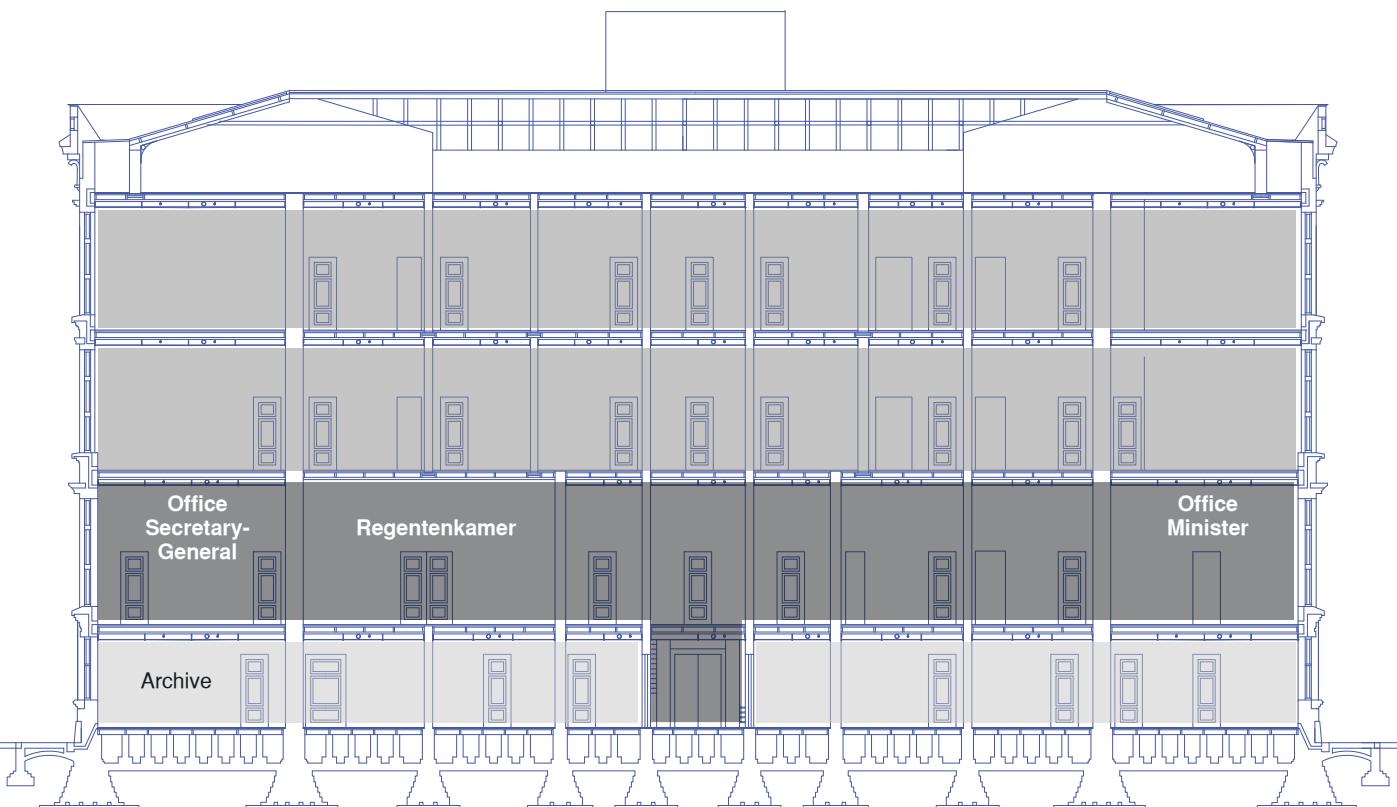 Office
Secretary-
General
Regentenkamer
Office
Minister
Archive